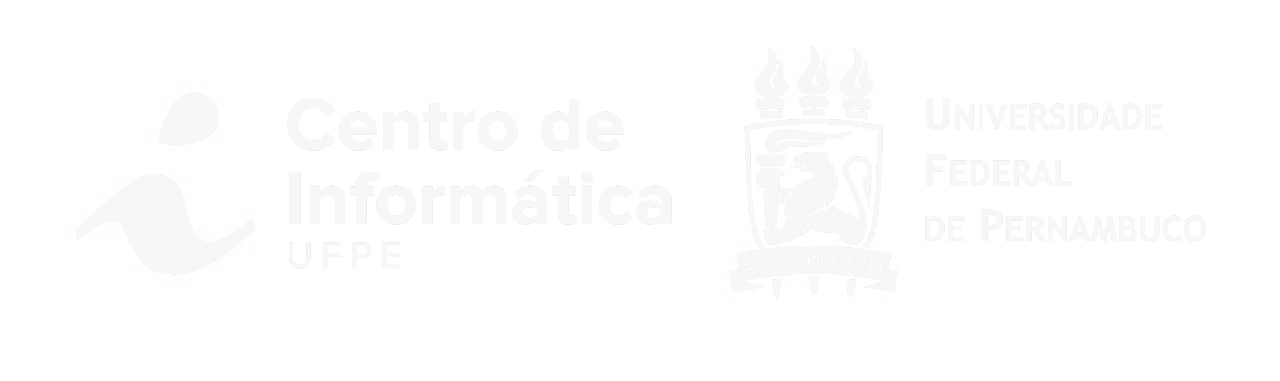 Centro de
Informática
UFPE
UNIVERSIDADE
FEDERAL
DE PERNAMBUCO